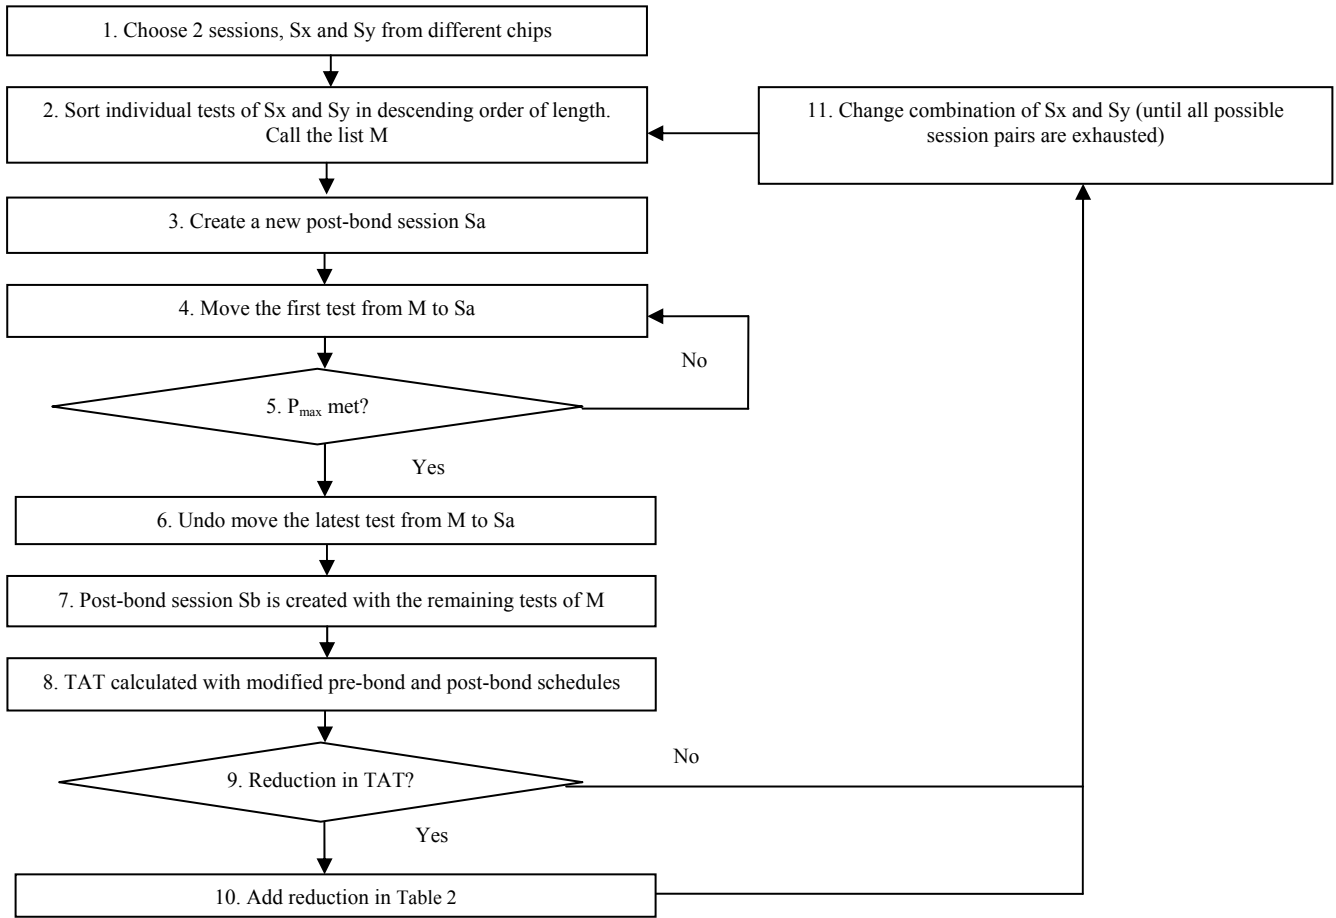 1. Choose 2 sessions, Sx and Sy from different chips
2. Sort individual tests of Sx and Sy in descending order of length.
Call the list M
11. Change combination of Sx and Sy (until all possible
session pairs are exhausted)
3. Create a new post-bond session Sa
4. Move the first test from M to Sa
No
5. Pmax met?
Yes
6. Undo move the latest test from M to Sa
7. Post-bond session Sb is created with the remaining tests of M
8. TAT calculated with modified pre-bond and post-bond schedules
No
9. Reduction in TAT?
Yes
10. Add reduction in Table 2